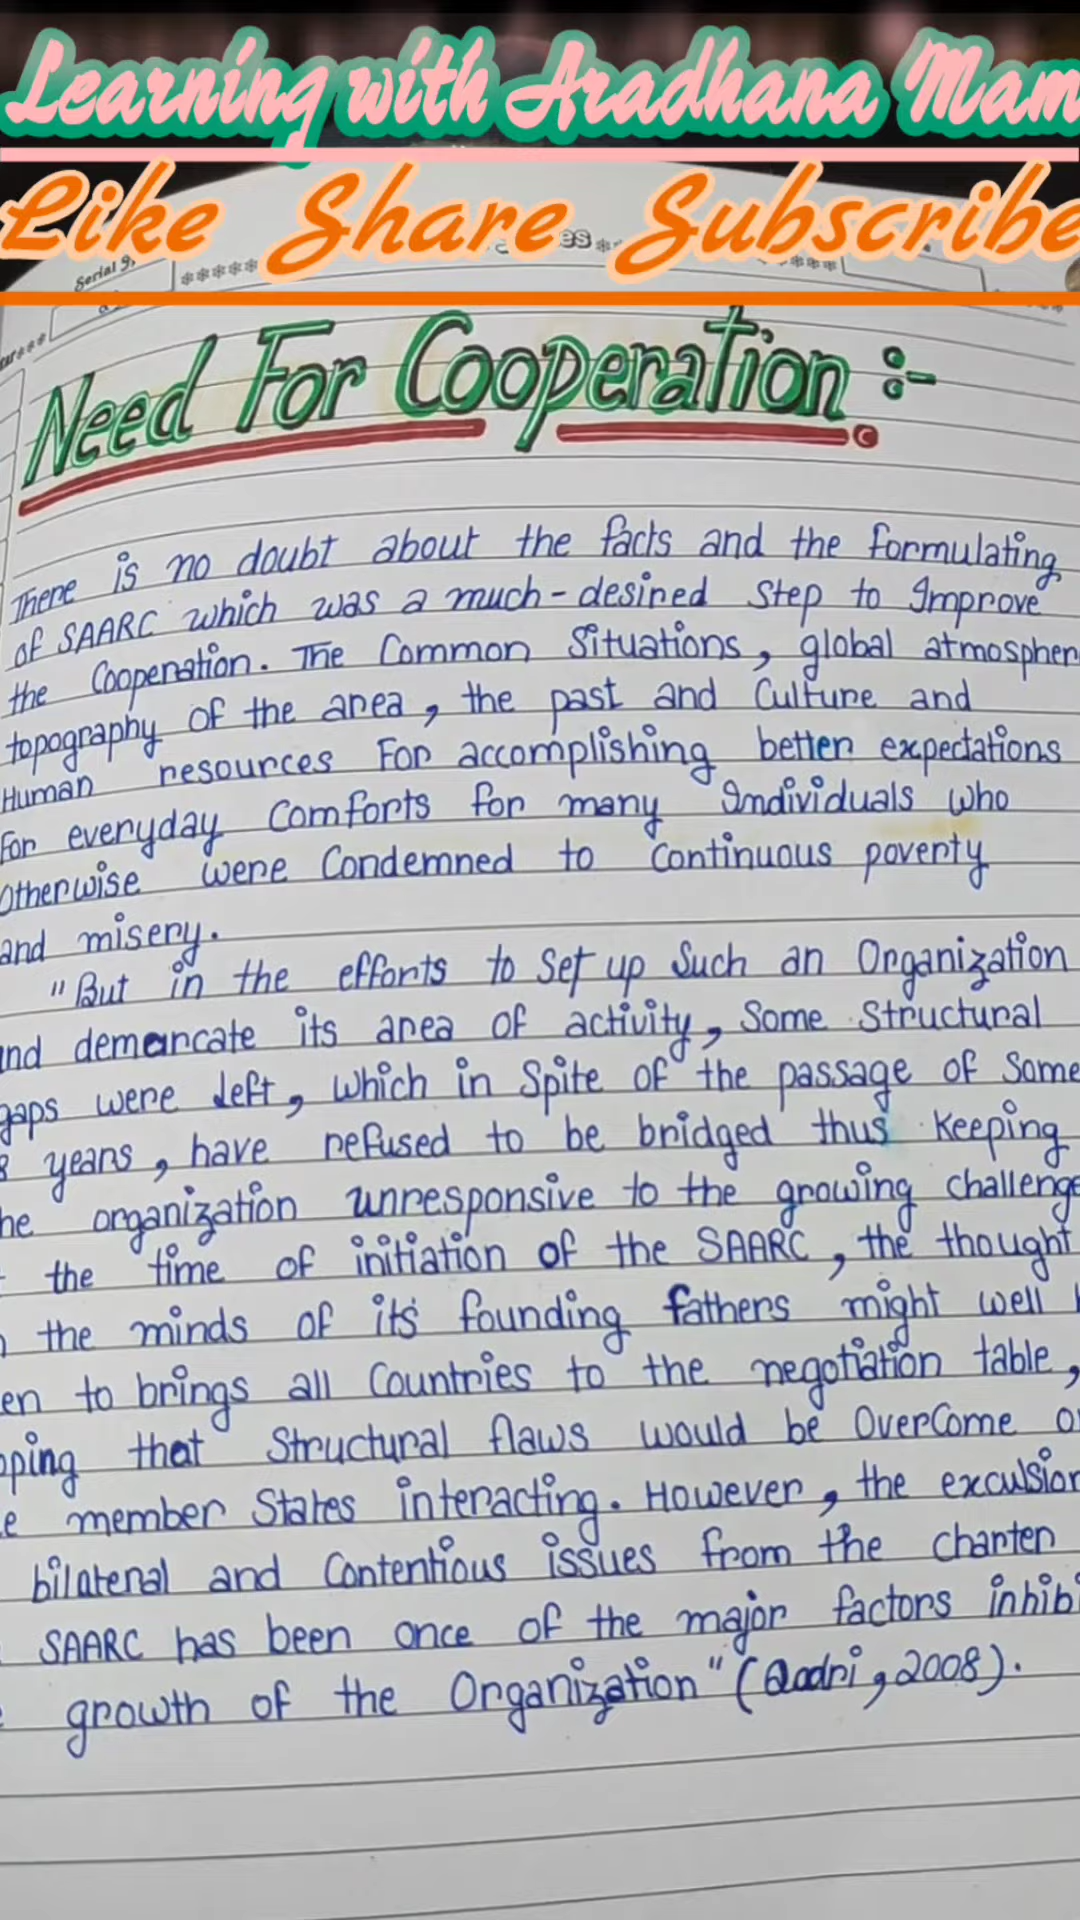 Learning with Aradhana Mam
Like Share Subscribe
Serial
Need For Cooperation :-
There is no doubt about the facts and the formulating
of SAARC which was a much-desired step to Improve
the Cooperation. The Common Situations, global atmospher
topography of the area, the past and Culture and
Human resources For accomplishing better expectations
For everyday Comforts for many Individuals who
Otherwise were Condemned to Continuous poverty
and misery.
"But in the efforts to set up Such an Organization
and demarcate its area of activity, Some Structural
gaps were left, which in Spite of the passage of Some
years, have refused to be bridged thus Keeping
he organization unresponsive to the growing challenge
the time of initiation of the SAARC, the thought
the minds of its founding fathers might well
en to brings all Countries to the negotiation table,
oping that Structural flaws would be OverCome
e member States interacting. However, the exculsion
bilateral and Contentious issues from the charter
SAARC has been once of the major factors inhibi
growth of the Organization" (Qadri, 2008).